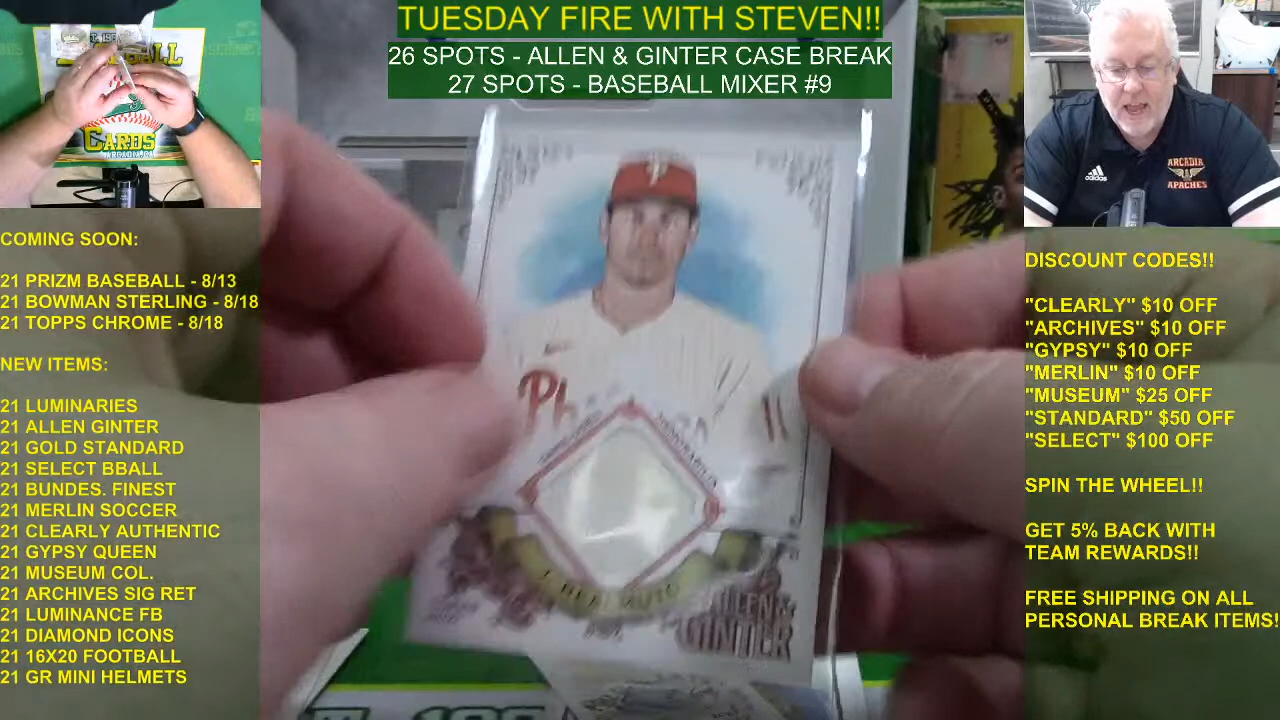 TUESDAY FIRE WITH STEVEN!!
26 SPOTS - ALLEN & GINTER CASE BREAK
27 SPOTS - BASEBALL MIXER #9
CARDS
COMING SOON:
21 PRIZM BASEBALL - 8/13
21 BOWMAN STERLING - 8/18
21 TOPPS CHROME - 8/18
NEW ITEMS:
21 LUMINARIES
21 ALLEN GINTER
21 GOLD STANDARD
21 SELECT BBALL
21 BUNDES. FINEST
21 MERLIN SOCCER
21 CLEARLY AUTHENTIC
21 GYPSY QUEEN
21 MUSEUM COL.
21 ARCHIVES SIG RET
21 LUMINANCE FB
21 DIAMOND ICONS
21 16X20 FOOTBALL
21 GR MINI HELMETS
P
Ph
J. REALMUTO
ALLEN &
GINTER
adidas
ARCADIA
APACHES
DISCOUNT CODES!!
"CLEARLY" $10 OFF
"ARCHIVES" $10 OFF
"GYPSY" $10 OFF
"MERLIN" $10 OFF
"MUSEUM" $25 OFF
"STANDARD" $50 OFF
"SELECT" $100 OFF
SPIN THE WHEEL!!
GET 5% BACK WITH
TEAM REWARDS!!
FREE SHIPPING ON ALL
PERSONAL BREAK ITEMS!